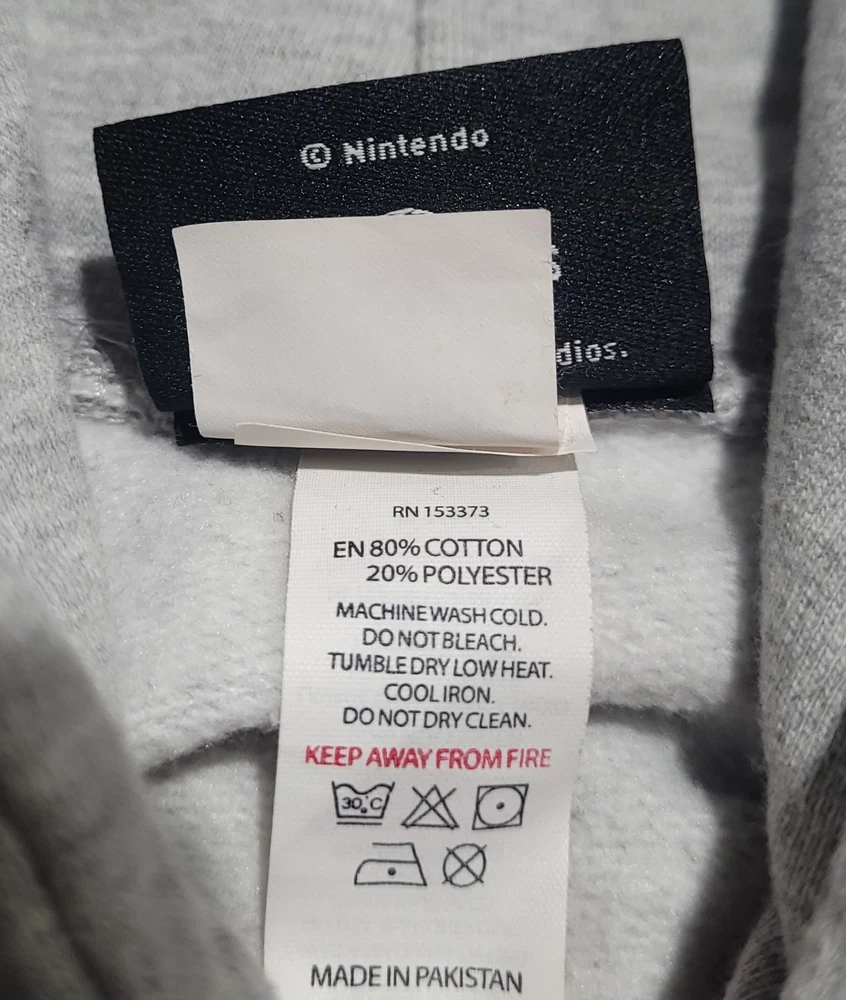 © Nintendo
dios.
RN 153373
EN 80% COTTON
20% POLYESTER
MACHINE WASH COLD.
DO NOT BLEACH.
TUMBLE DRY LOW HEAT.
COOL IRON.
DO NOT DRY CLEAN.
KEEP AWAY FROM FIRE
30°C
MADE IN PAKISTAN